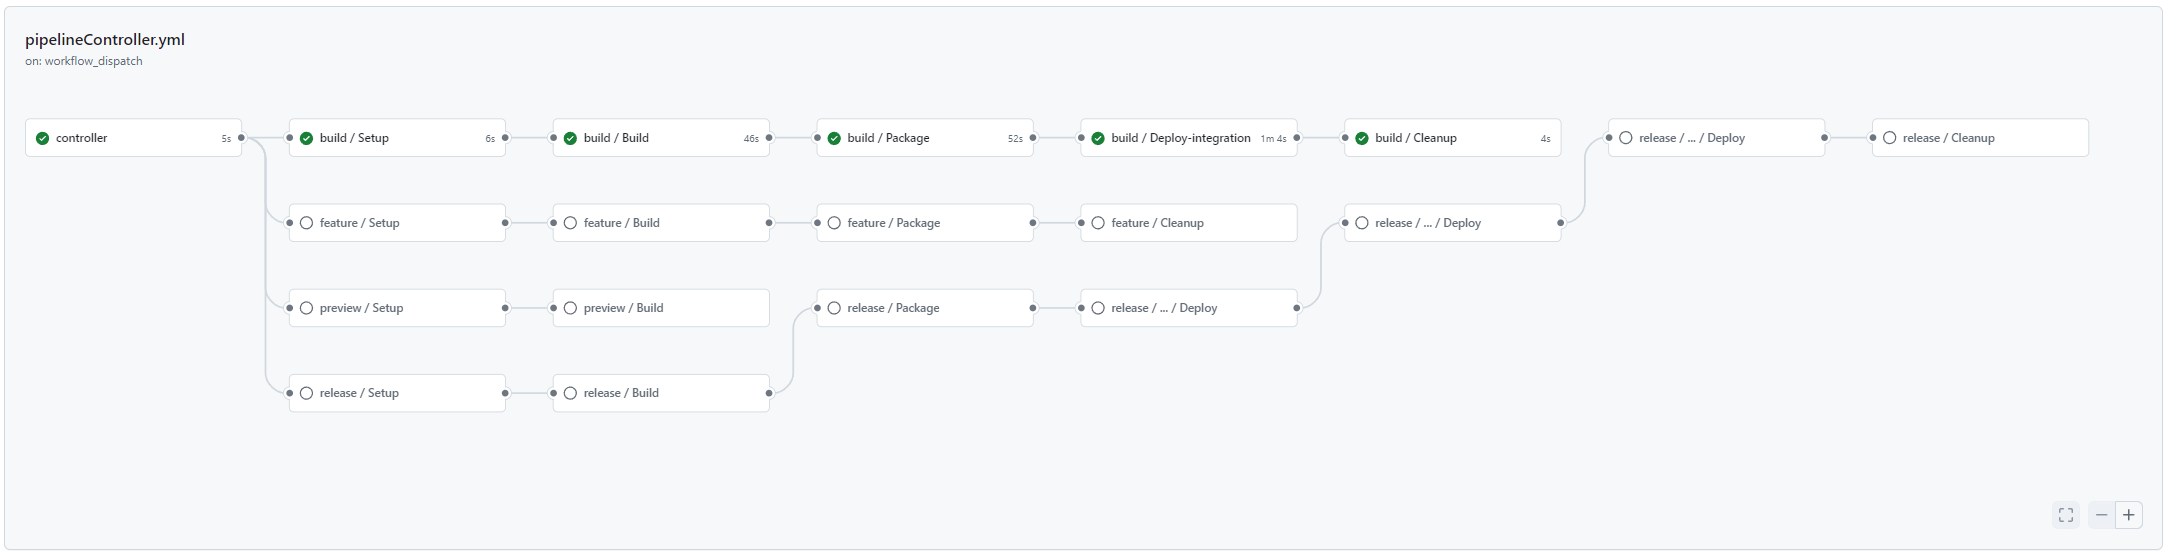 pipelineController.yml
on: workflow_dispatch
controller 5s
build / Setup 6s
build / Build 46s
build / Package 52s
build / Deploy-integration 1m 4s
build / Cleanup 4s
release / ... / Deploy
release / Cleanup
feature / Setup
feature / Build
feature / Package
feature / Cleanup
release / ... / Deploy
preview / Setup
preview / Build
release / Package
release / ... / Deploy
release / Setup
release / Build